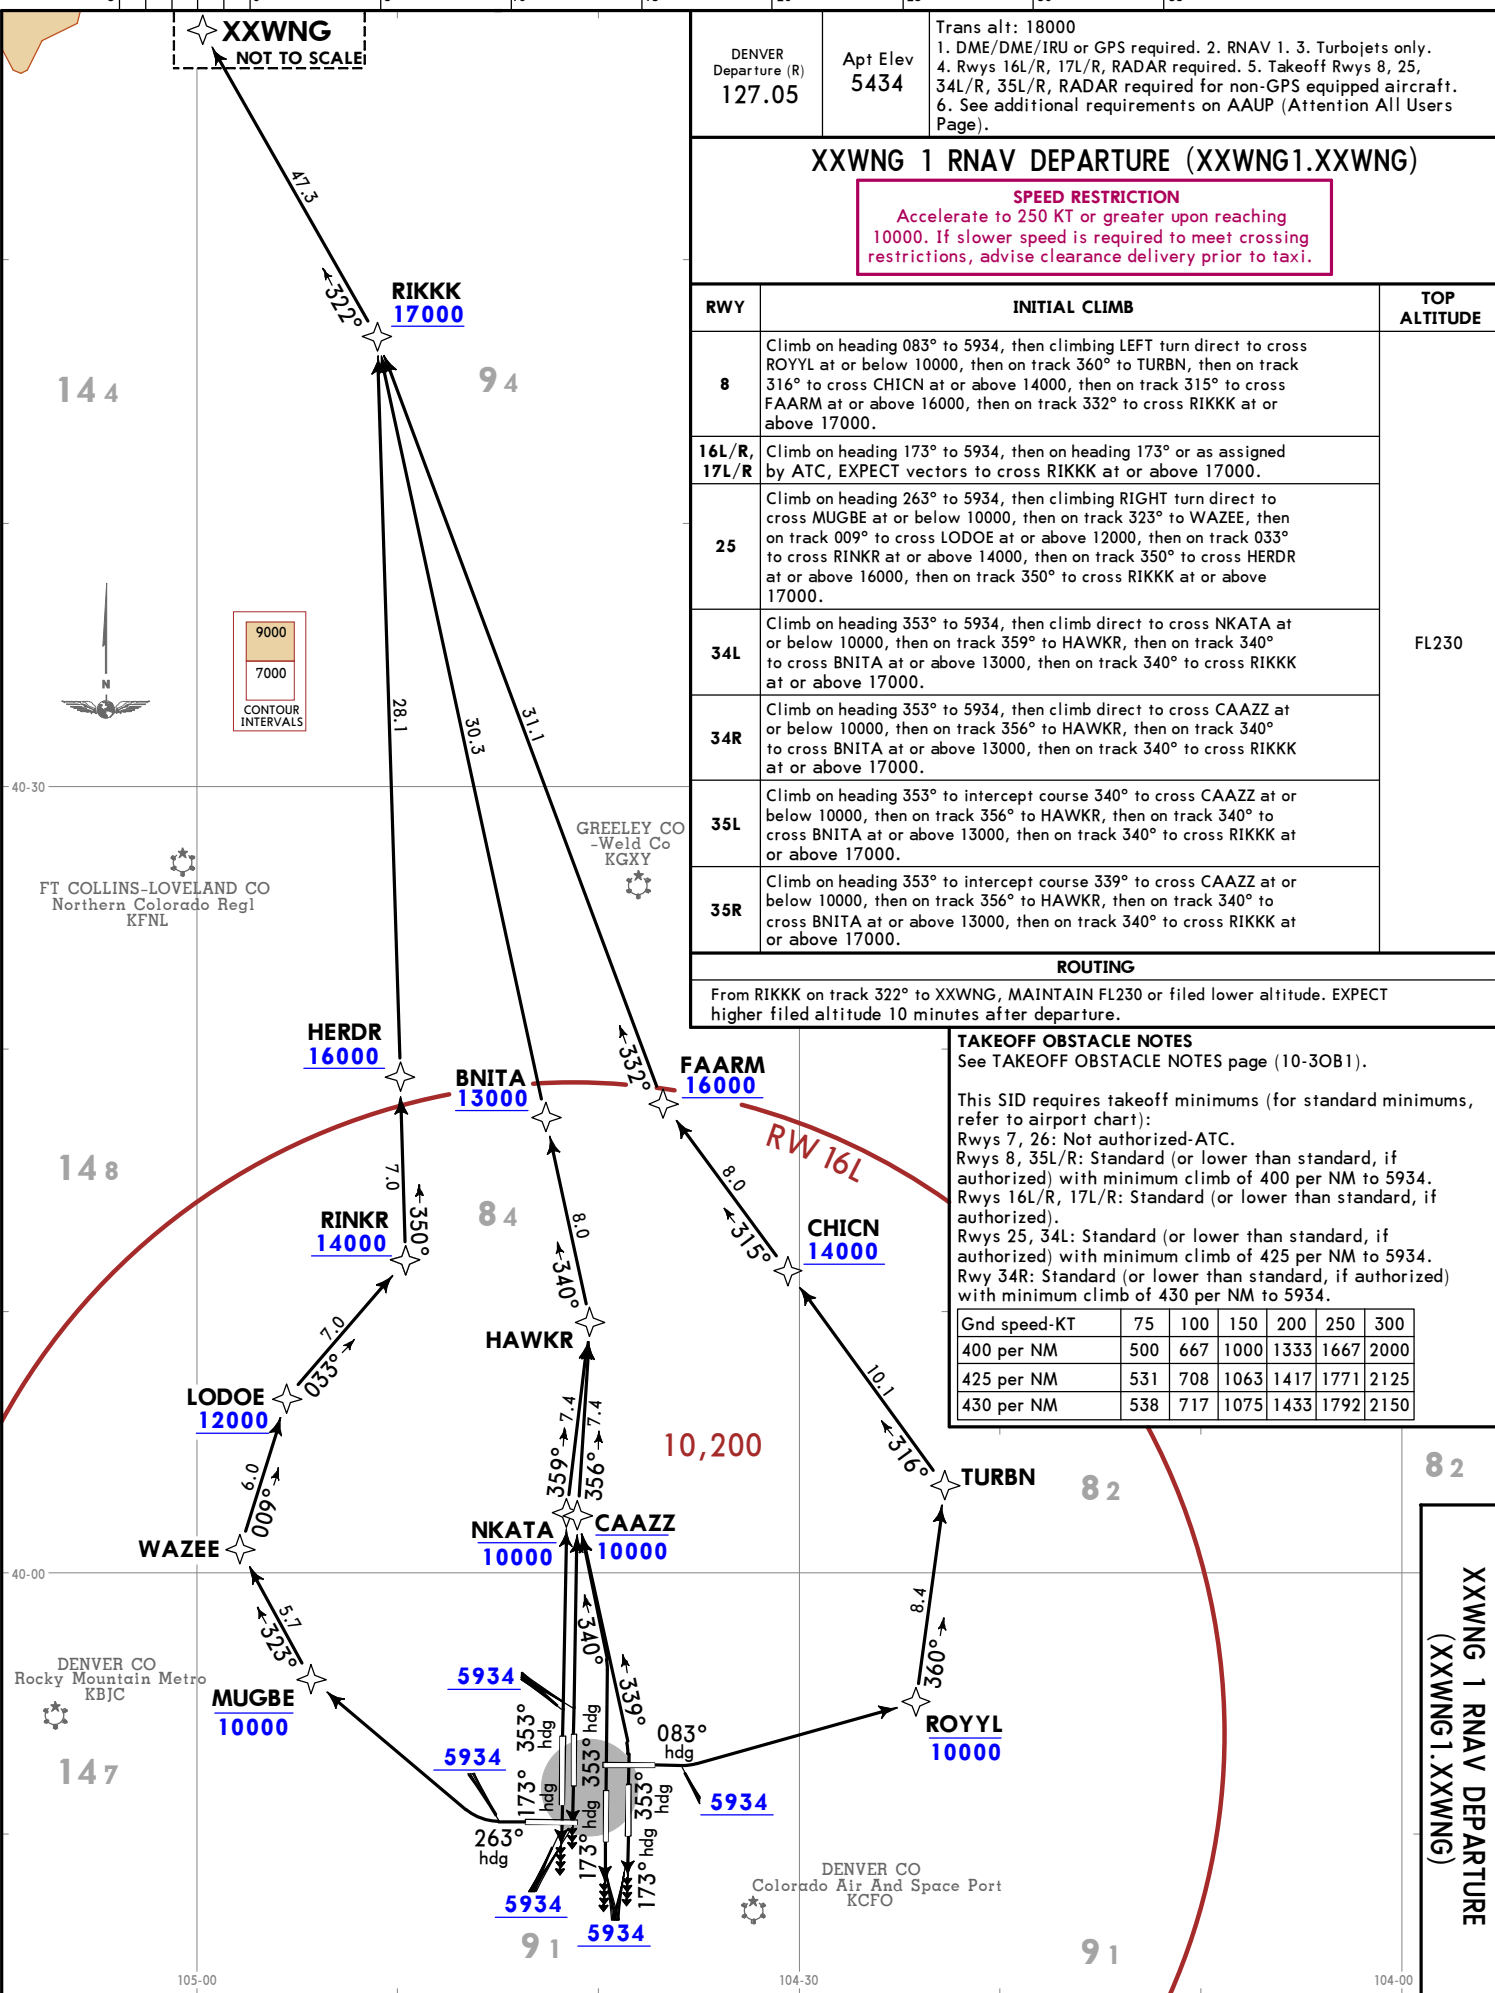 XXWNG
NOT TO SCALE
DENVER
Departure (R)
127.05
Apt Elev
5434
Trans alt: 18000
1. DME/DME/IRU or GPS required. 2. RNAV 1. 3. Turbojets only.
4. Rwys 16L/R, 17L/R, RADAR required. 5. Takeoff Rwys 8, 25,
34L/R, 35L/R, RADAR required for non-GPS equipped aircraft.
6. See additional requirements on AAUP (Attention All Users
Page).
XXWNG 1 RNAV DEPARTURE (XXWNG1.XXWNG)
SPEED RESTRICTION
Accelerate to 250 KT or greater upon reaching
10000. If slower speed is required to meet crossing
restrictions, advise clearance delivery prior to taxi.
RWY
INITIAL CLIMB
TOP
ALTITUDE
8
Climb on heading 083° to 5934, then climbing LEFT turn direct to cross
ROYYL at or below 10000, then on track 360° to TURBN, then on track
316° to cross CHICN at or above 14000, then on track 315° to cross
FAARM at or above 16000, then on track 332° to cross RIKKK at or
above 17000.
16L/R,
17L/R
Climb on heading 173° to 5934, then on heading 173° or as assigned
by ATC, EXPECT vectors to cross RIKKK at or above 17000.
25
Climb on heading 263° to 5934, then climbing RIGHT turn direct to
cross MUGBE at or below 10000, then on track 323° to WAZEE, then
on track 009° to cross LODOE at or above 12000, then on track 033°
to cross RINKR at or above 14000, then on track 350° to cross HERDR
at or above 16000, then on track 350° to cross RIKKK at or above
17000.
34L
Climb on heading 353° to 5934, then climb direct to cross NKATA at
or below 10000, then on track 359° to HAWKR, then on track 340°
to cross BNITA at or above 13000, then on track 340° to cross RIKKK
at or above 17000.
34R
Climb on heading 353° to 5934, then climb direct to cross CAAZZ at
or below 10000, then on track 356° to HAWKR, then on track 340°
to cross BNITA at or above 13000, then on track 340° to cross RIKKK
at or above 17000.
35L
Climb on heading 353° to intercept course 340° to cross CAAZZ at or
below 10000, then on track 356° to HAWKR, then on track 340° to
cross BNITA at or above 13000, then on track 340° to cross RIKKK at
or above 17000.
35R
Climb on heading 353° to intercept course 339° to cross CAAZZ at or
below 10000, then on track 356° to HAWKR, then on track 340° to
cross BNITA at or above 13000, then on track 340° to cross RIKKK at
or above 17000.
FL230
ROUTING
From RIKKK on track 322° to XXWNG, MAINTAIN FL230 or filed lower altitude. EXPECT
higher filed altitude 10 minutes after departure.
TAKEOFF OBSTACLE NOTES
See TAKEOFF OBSTACLE NOTES page (10-3OB1).
This SID requires takeoff minimums (for standard minimums,
refer to airport chart):
Rwys 7, 26: Not authorized-ATC.
Rwys 8, 35L/R: Standard (or lower than standard, if
authorized) with minimum climb of 400 per NM to 5934.
Rwys 16L/R, 17L/R: Standard (or lower than standard, if
authorized).
Rwys 25, 34L: Standard (or lower than standard, if
authorized) with minimum climb of 425 per NM to 5934.
Rwy 34R: Standard (or lower than standard, if authorized)
with minimum climb of 430 per NM to 5934.
Gnd speed-KT 75 100 150 200 250 300
400 per NM 500 667 1000 1333 1667 2000
425 per NM 531 708 1063 1417 1771 2125
430 per NM 538 717 1075 1433 1792 2150
47.3
322°
RIKKK
17000
14 4
9 4
9000
7000
CONTOUR
INTERVALS
N
28.1
30.3
31.1
40-30
FT COLLINS-LOVELAND CO
Northern Colorado Regl
KFNL
GREELEY CO
-Weld Co
KGXY
HERDR
16000
BNITA
13000
332°
FAARM
16000
RW 16L
14 8
7.0
350°
8 4
8.0
340°
8.0
315°
RINKR
14000
CHICN
14000
HAWKR
7.0
033°
LODOE
12000
10.1
316°
359°
7.4
356°
7.4
10,200
6.0
009°
TURBN
8 2
8 2
NKATA
10000
CAAZZ
10000
WAZEE
40-00
5.7
323°
8.4
360°
340°
339°
DENVER CO
Rocky Mountain Metro
KBJC
MUGBE
10000
ROYYL
10000
5934
353°
hdg
353° hdg
083°
hdg
5934
173°
hdg
353°
hdg
5934
14 7
263°
hdg
173° hdg
173° hdg
5934
5934
DENVER CO
Colorado Air And Space Port
KCFO
9 1
9 1
105-00
104-30
104-00
XXWNG 1 RNAV DEPARTURE
(XXWNG1.XXWNG)